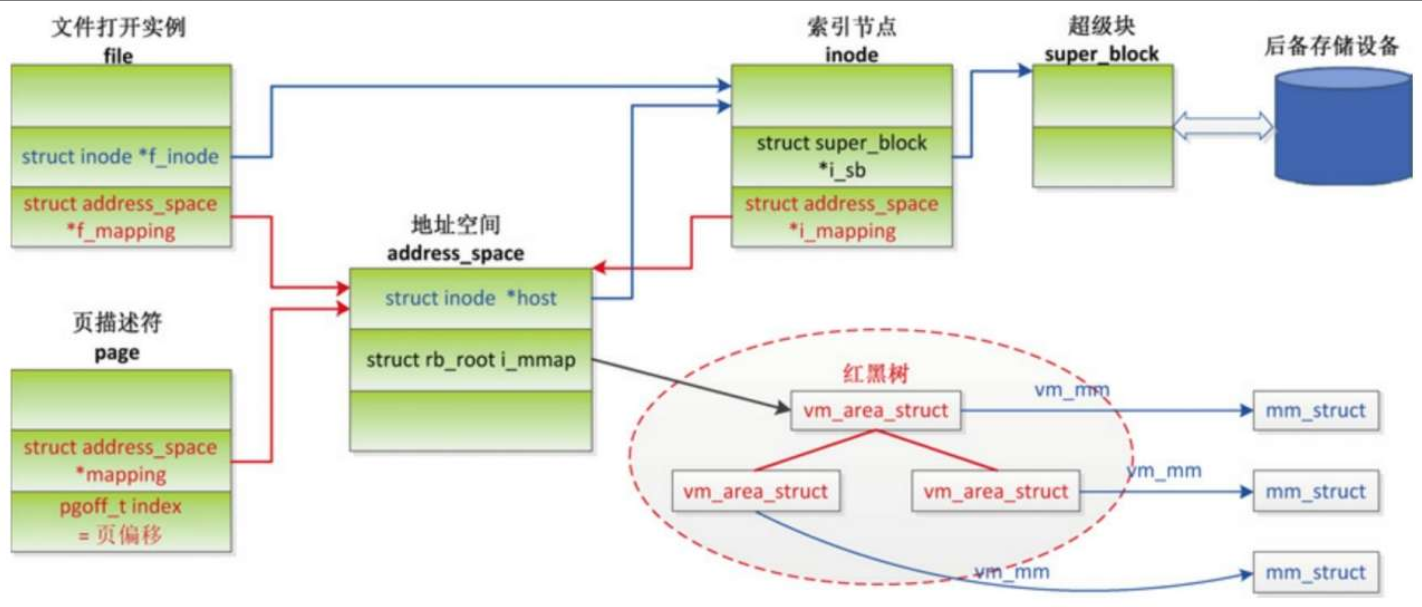 文件打开实例
file
struct inode *f_inode
struct address_space
*f_mapping
页描述符
page
struct address_space
*mapping
pgoff_t index
= 页偏移
地址空间
address_space
struct inode *host
struct rb_root i_mmap
索引节点
inode
struct super_block
*i_sb
struct address_space
*i_mapping
超级块
super_block
后备存储设备
红黑树
vm_area_struct
vm_area_struct
vm_area_struct
vm_mm
mm_struct
vm_mm
mm_struct
vm_mm
mm_struct